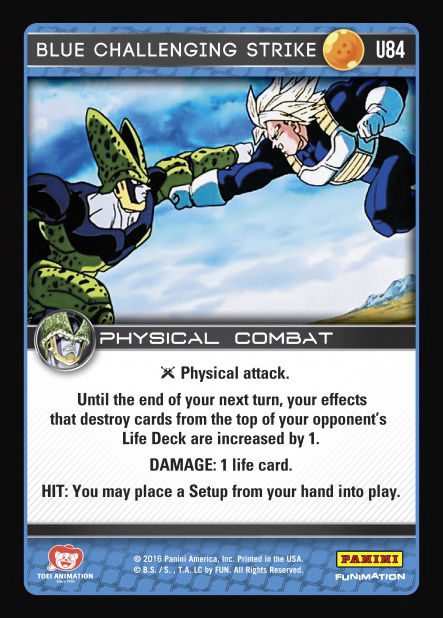 BLUE CHALLENGING STRIKE U84
PHYSICAL COMBAT
Physical attack.
Until the end of your next turn, your effects
that destroy cards from the top of your opponent's
Life Deck are increased by 1.
DAMAGE: 1 life card.
HIT: You may place a Setup from your hand into play.
TOEI ANIMATION
© 2016 Panini America, Inc. Printed in the USA.
© B.S. / S. , T.A. LC by FUN. All Rights Reserved.
PANINI
FUNIMATION